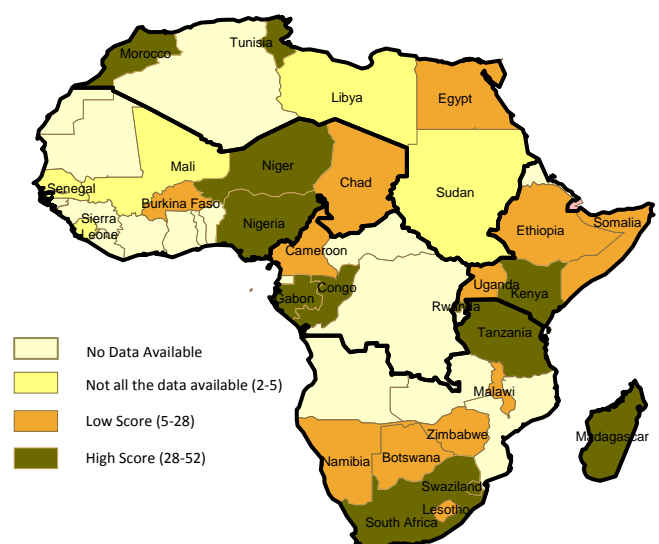 Tunisia
Morocco
Libya
Egypt
Mali
Niger
Senegal
Chad
Sudan
Burkina Faso
Sierra
Leone
Nigeria
Somalia
Ethiopia
Cameroon
Uganda
Congo
Gabon
Kenya
Rwanda
Tanzania
No Data Available
Not all the data available (2-5)
Malawi
Low Score (5-28)
Zimbabwe
Madagascar
High Score (28-52)
Namibia
Botswana
Swaziland
Lesotho
South Africa